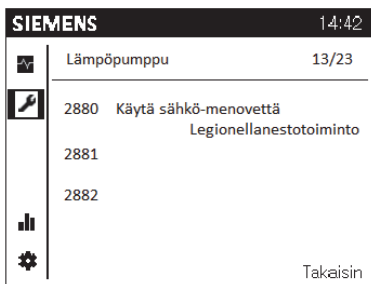 SIEMENS 14:42
Lämpöpumppu 13/23
2880 Käytä sähkö-menovettä
Legionellanestotoiminto
2881
2882
Takaisin